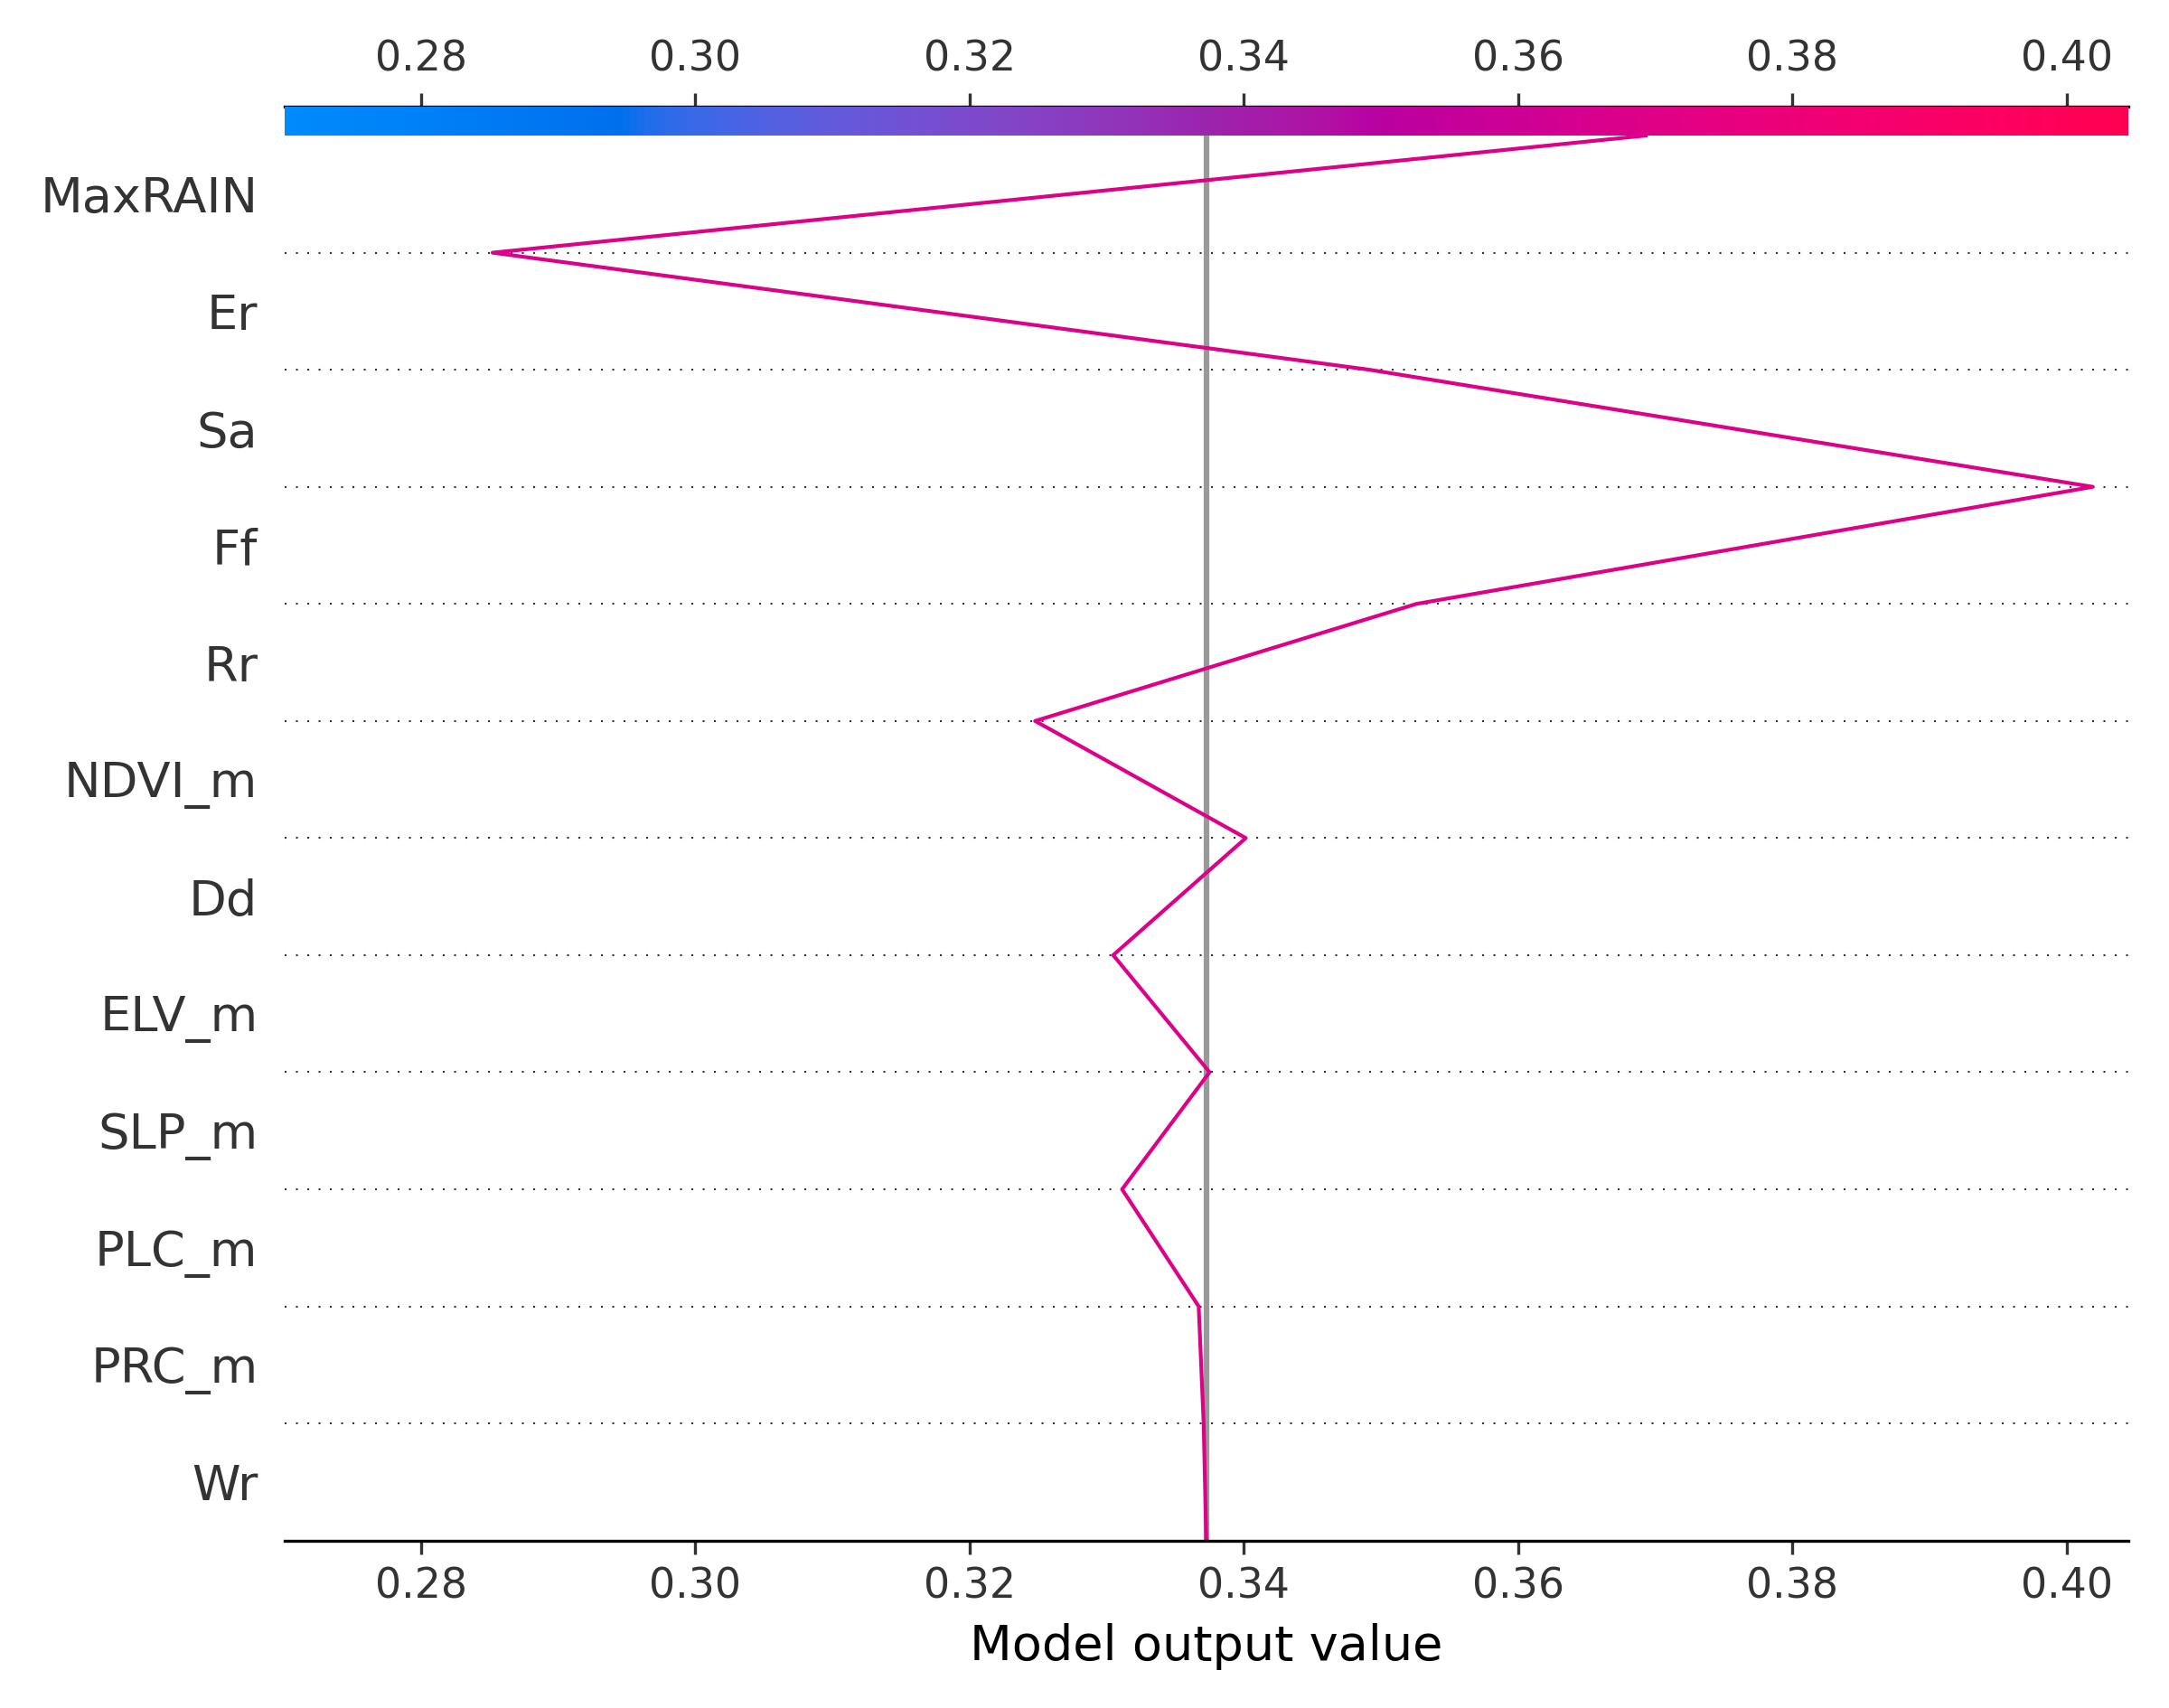 0.28 0.30 0.32 0.34 0.36 0.38 0.40
MaxRAIN
Er
Sa
Ff
Rr
NDVI_m
Dd
ELV_m
SLP_m
PLC_m
PRC_m
Wr
0.28 0.30 0.32 0.34 0.36 0.38 0.40
Model output value